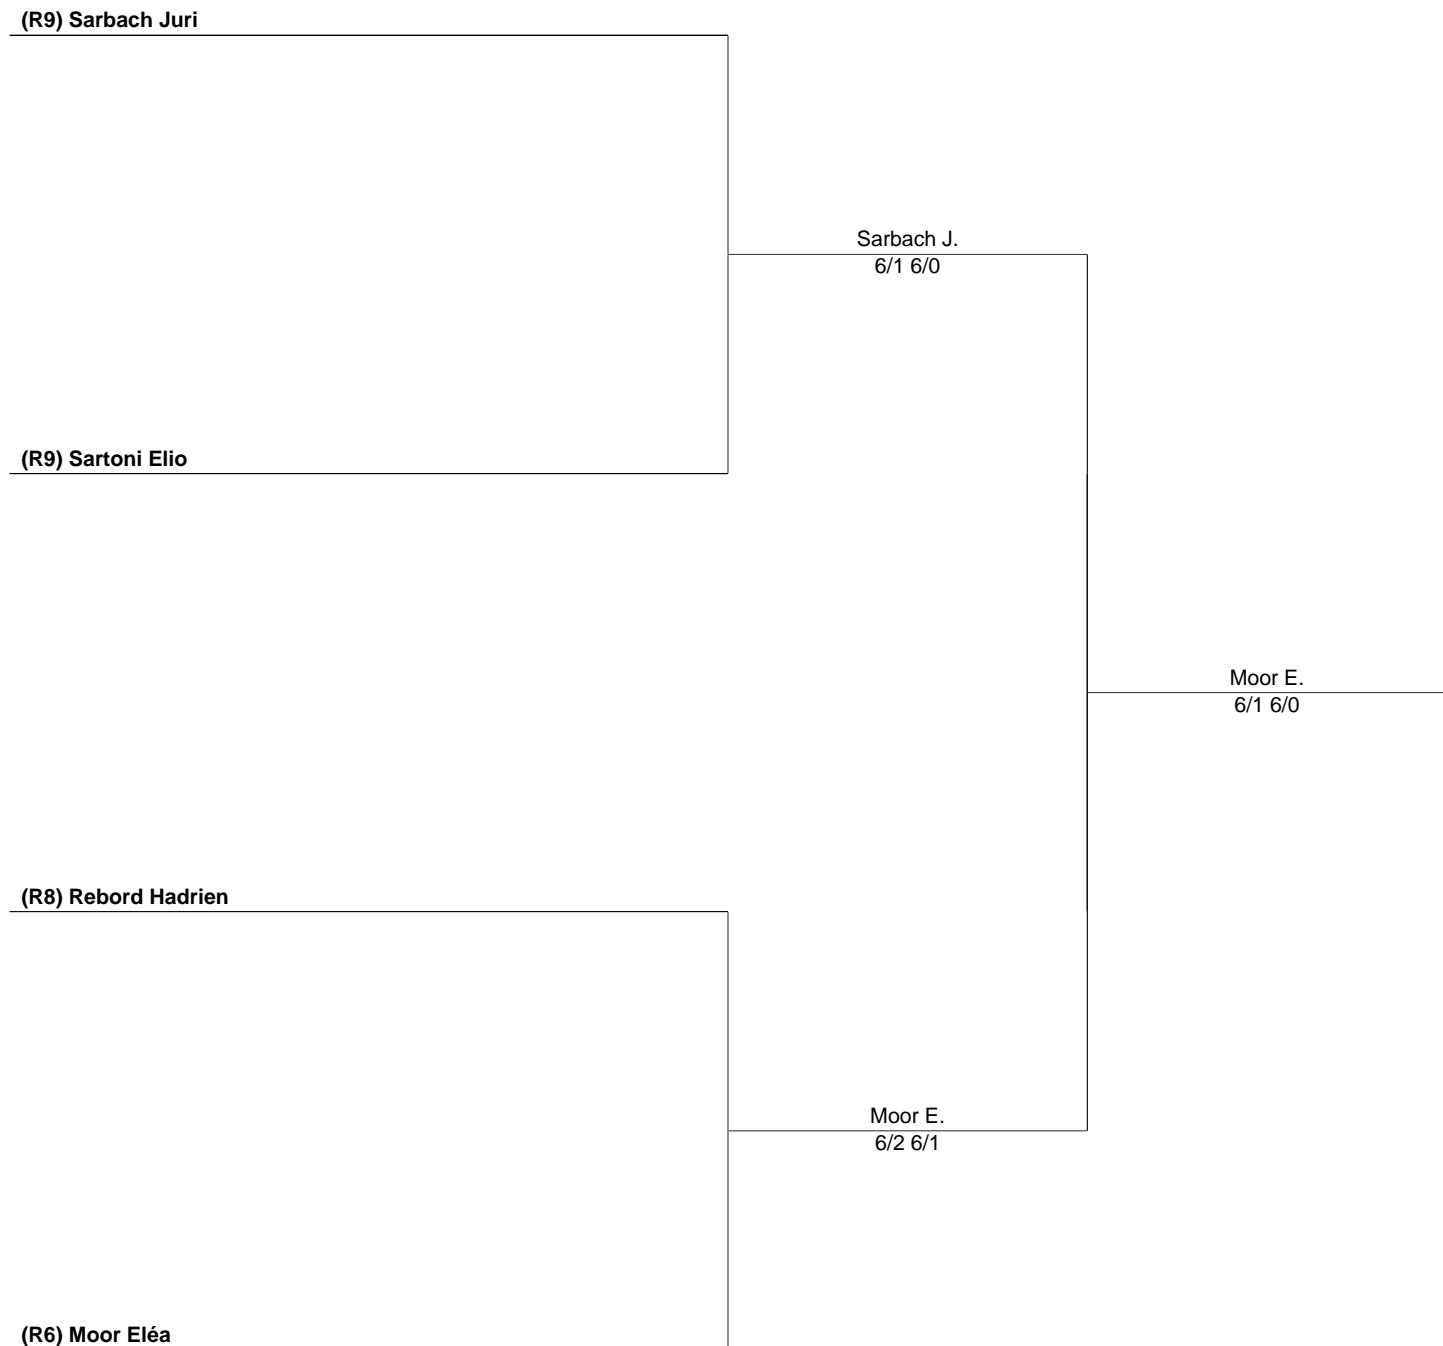 (R9) Sarbach Juri
Sarbach J.
6/1 6/0
(R9) Sartoni Elio
Moor E.
6/1 6/0
(R8) Rebord Hadrien
Moor E.
6/2 6/1
(R6) Moor Eléa